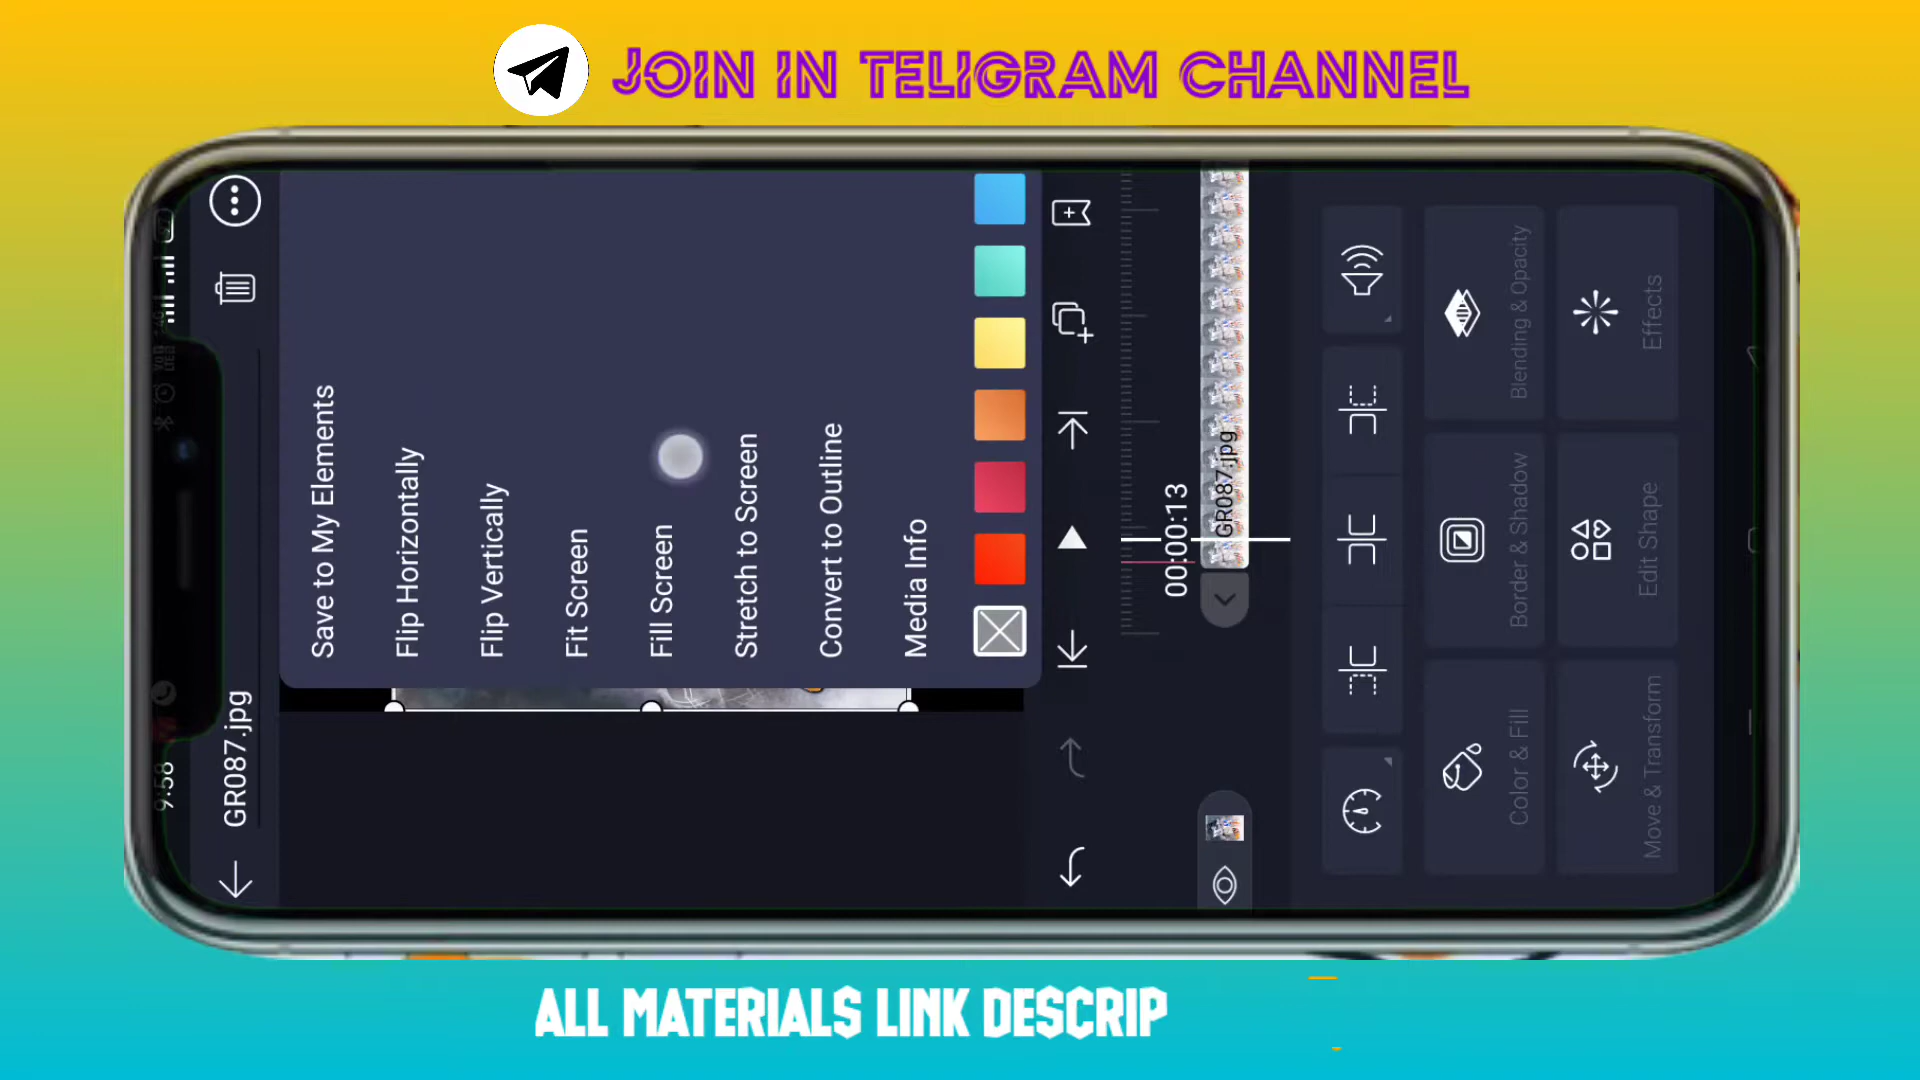 JOIN IN TELIGRAM CHANNEL
9:58
GR087.jpg
Save to My Elements
Flip Horizontally
Flip Vertically
Fit Screen
Fill Screen
Stretch to Screen
Convert to Outline
Media Info
00:00:13
GR087.jpg
Color & Fill
Border & Shadow
Blending & Opacity
Move & Transform
Edit Shape
Effects
ALL MATERIALS LINK DESCRIP